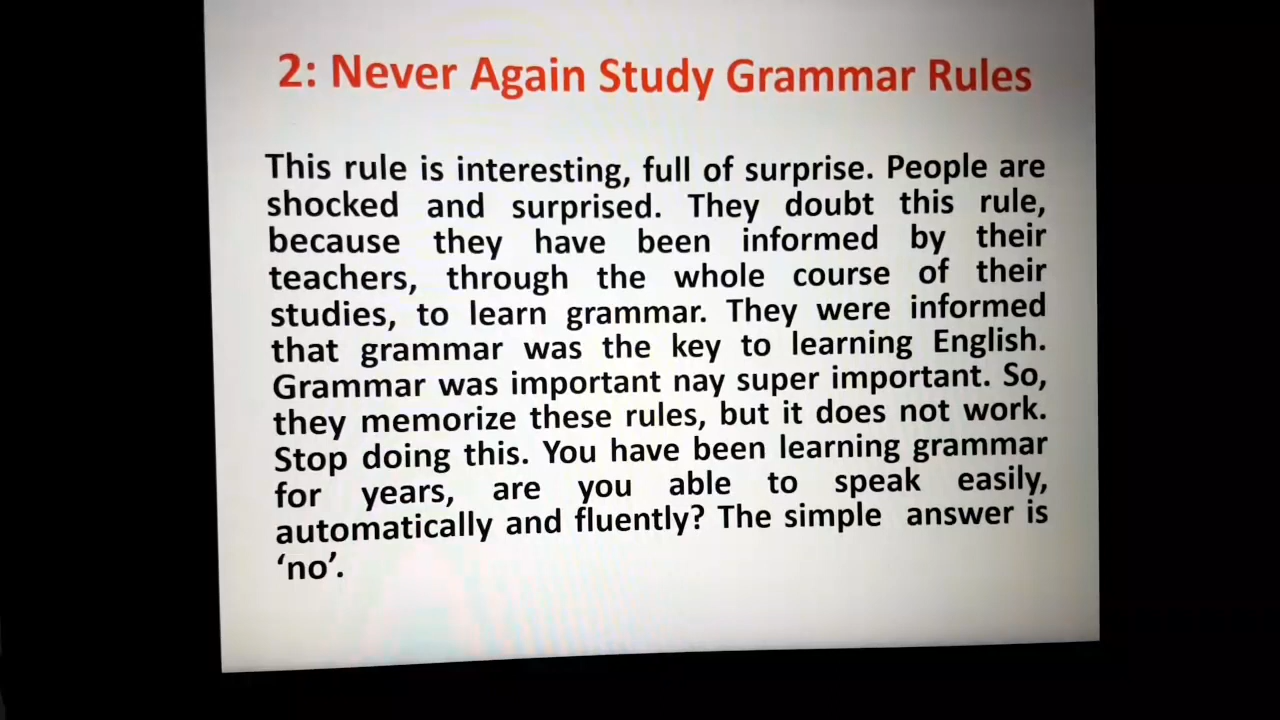 2: Never Again Study Grammar Rules
This rule is interesting, full of surprise. People are
shocked and surprised. They doubt this rule,
because they have been informed by their
teachers, through the whole course of their
studies, to learn grammar. They were informed
that grammar was the key to learning English.
Grammar was important nay super important. So,
they memorize these rules, but it does not work.
Stop doing this. You have been learning grammar
for years, are you able to speak easily,
automatically and fluently? The simple answer is
‘no’.